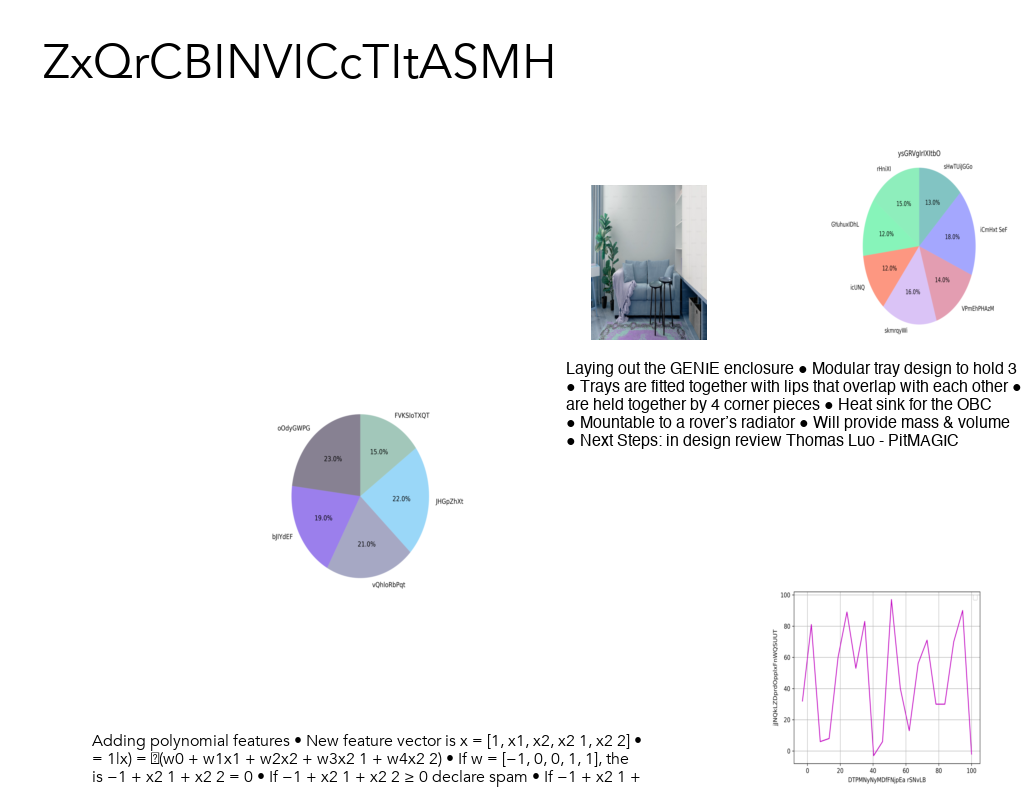 ZxQrCBINVICcTItASMH
ysGRVgIrIXItbO
rHniXI
sHwTUijGGo
15.0%
13.0%
GfuhuxIDhL
12.0%
18.0%
iCmHxt SeF
12.0%
14.0%
icUNQ
16.0%
VPmEhPHAzM
skmrqyWi
Laying out the GENIE enclosure ● Modular tray design to hold 3
● Trays are fitted together with lips that overlap with each other ●
are held together by 4 corner pieces ● Heat sink for the OBC
● Mountable to a rover’s radiator ● Will provide mass & volume
● Next Steps: in design review Thomas Luo - PitMAGIC
FVKSIoTXQT
oOdyGWPG
15.0%
23.0%
22.0%
JHGpZhXt
19.0%
bJIYdEF
21.0%
vQhloRbPqt
100
80
60
40
20
0
0 20 40 60 80 100
DTPMNyNyMDfFNjpEa rSNvLB
Adding polynomial features • New feature vector is x = [1, x1, x2, x2 1, x2 2] •
= 1|x) = (w0 + w1x1 + w2x2 + w3x2 1 + w4x2 2) • If w = [−1, 0, 0, 1, 1], the
is −1 + x2 1 + x2 2 = 0 • If −1 + x2 1 + x2 2 ≥ 0 declare spam • If −1 + x2 1 +